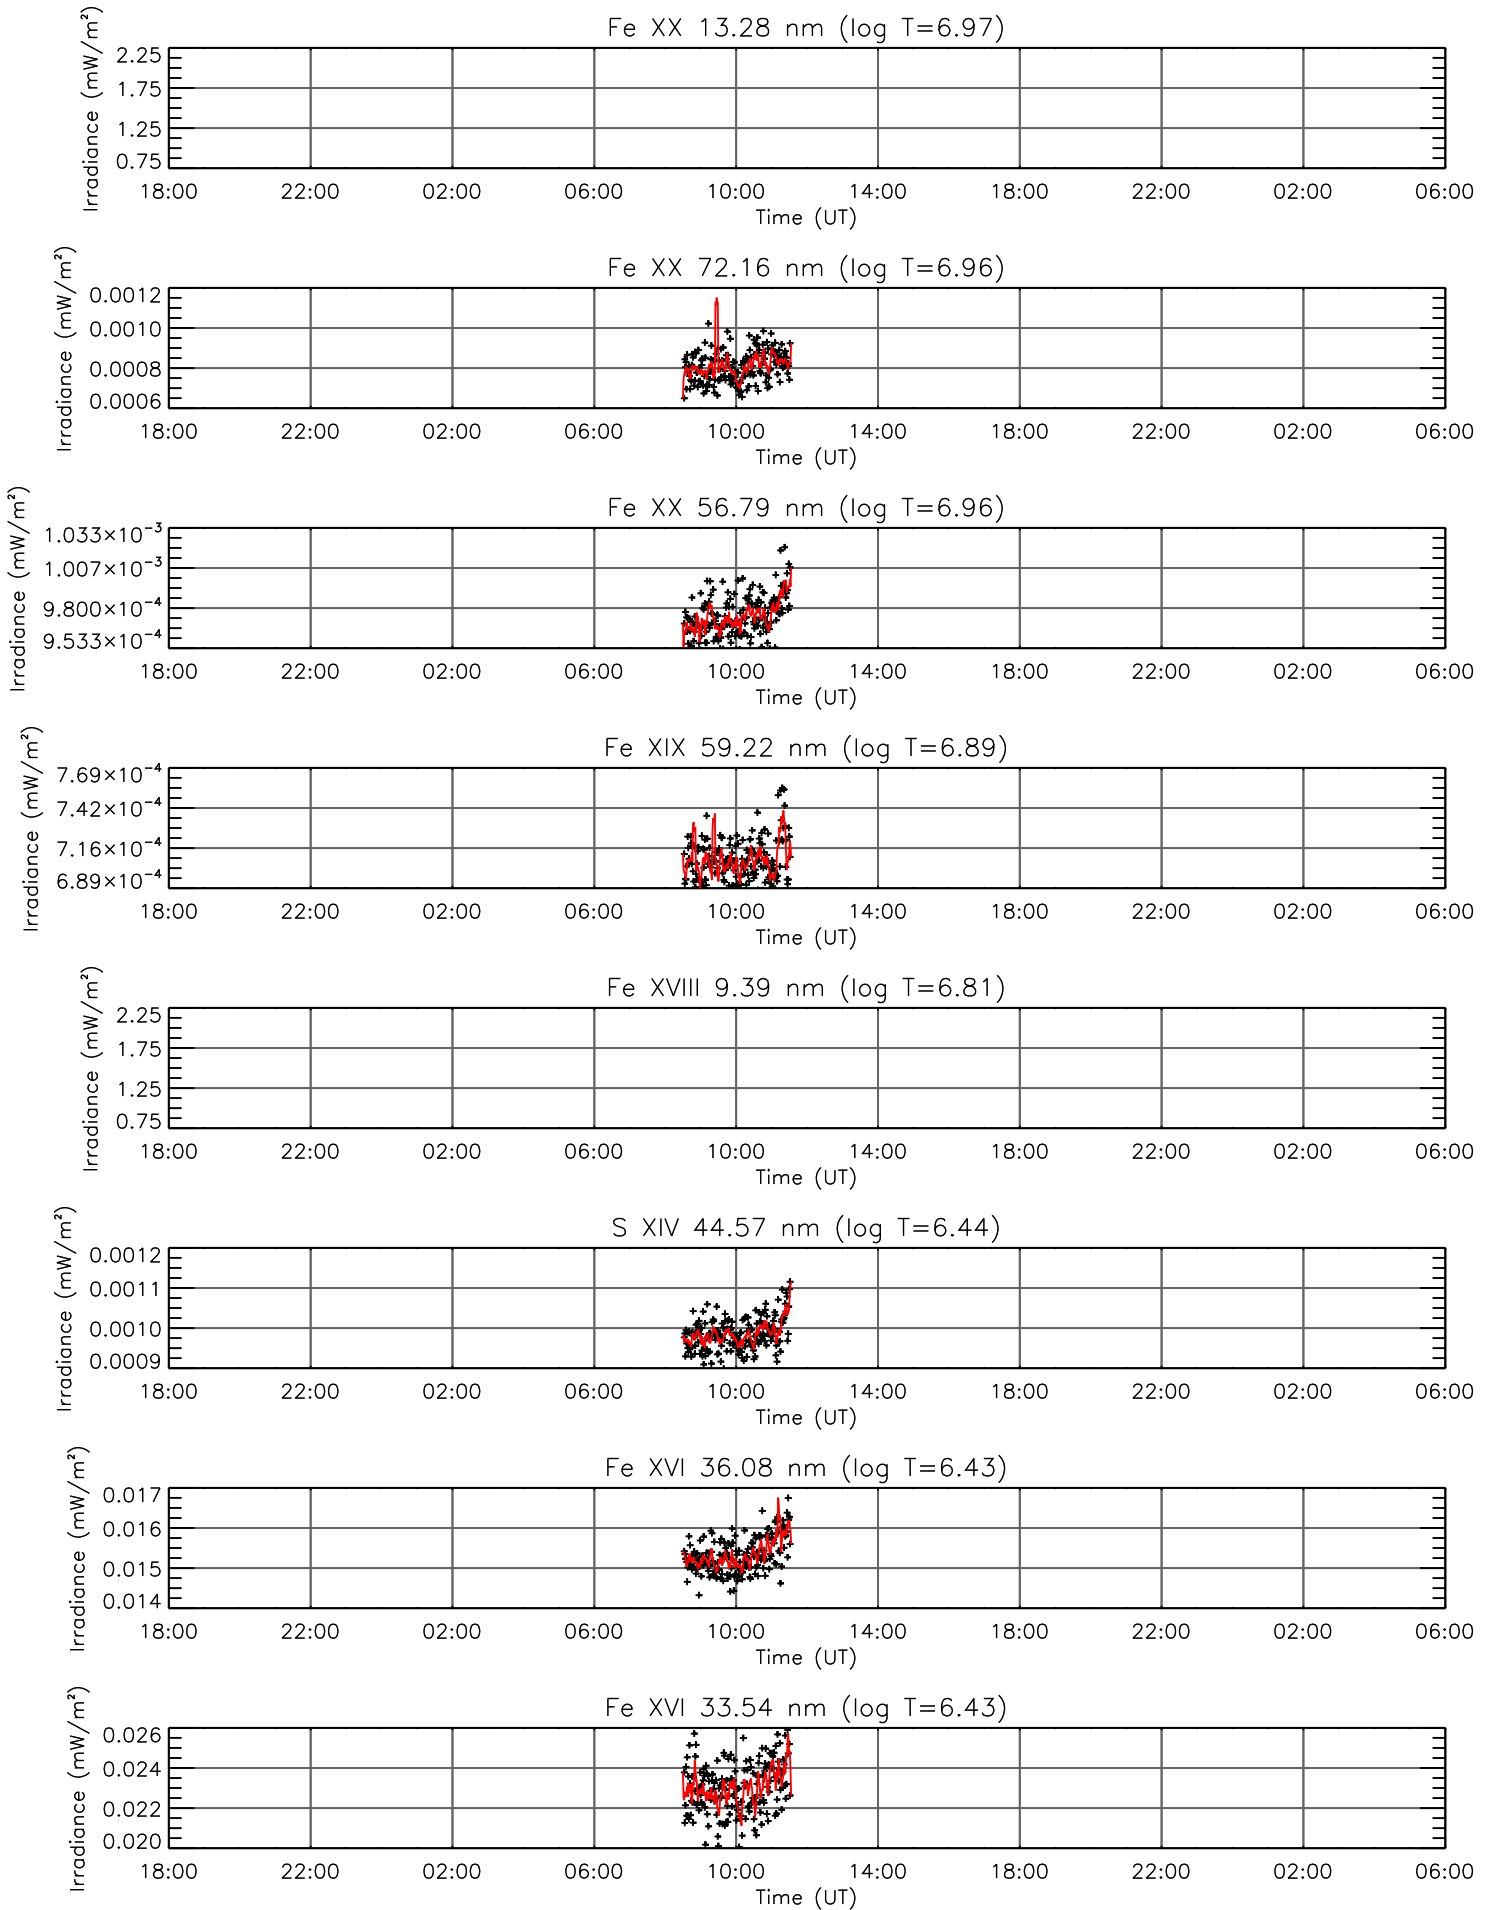 Fe XX 13.28 nm (log T=6.97)
Irradiance (mW/m²)
2.25
1.75
1.25
0.75
18:00 22:00 02:00 06:00 10:00 14:00 18:00 22:00 02:00 06:00
Time (UT)
Fe XX 72.16 nm (log T=6.96)
Irradiance (mW/m²)
0.0012
0.0010
0.0008
0.0006
18:00 22:00 02:00 06:00 10:00 14:00 18:00 22:00 02:00 06:00
Time (UT)
Fe XX 56.79 nm (log T=6.96)
Irradiance (mW/m²)
1.033×10⁻³
1.007×10⁻³
9.800×10⁻⁴
9.533×10⁻⁴
18:00 22:00 02:00 06:00 10:00 14:00 18:00 22:00 02:00 06:00
Time (UT)
Fe XIX 59.22 nm (log T=6.89)
Irradiance (mW/m²)
7.69×10⁻⁴
7.42×10⁻⁴
7.16×10⁻⁴
6.89×10⁻⁴
18:00 22:00 02:00 06:00 10:00 14:00 18:00 22:00 02:00 06:00
Time (UT)
Fe XVIII 9.39 nm (log T=6.81)
Irradiance (mW/m²)
2.25
1.75
1.25
0.75
18:00 22:00 02:00 06:00 10:00 14:00 18:00 22:00 02:00 06:00
Time (UT)
S XIV 44.57 nm (log T=6.44)
Irradiance (mW/m²)
0.0012
0.0011
0.0010
0.0009
18:00 22:00 02:00 06:00 10:00 14:00 18:00 22:00 02:00 06:00
Time (UT)
Fe XVI 36.08 nm (log T=6.43)
Irradiance (mW/m²)
0.017
0.016
0.015
0.014
18:00 22:00 02:00 06:00 10:00 14:00 18:00 22:00 02:00 06:00
Time (UT)
Fe XVI 33.54 nm (log T=6.43)
Irradiance (mW/m²)
0.026
0.024
0.022
0.020
18:00 22:00 02:00 06:00 10:00 14:00 18:00 22:00 02:00 06:00
Time (UT)